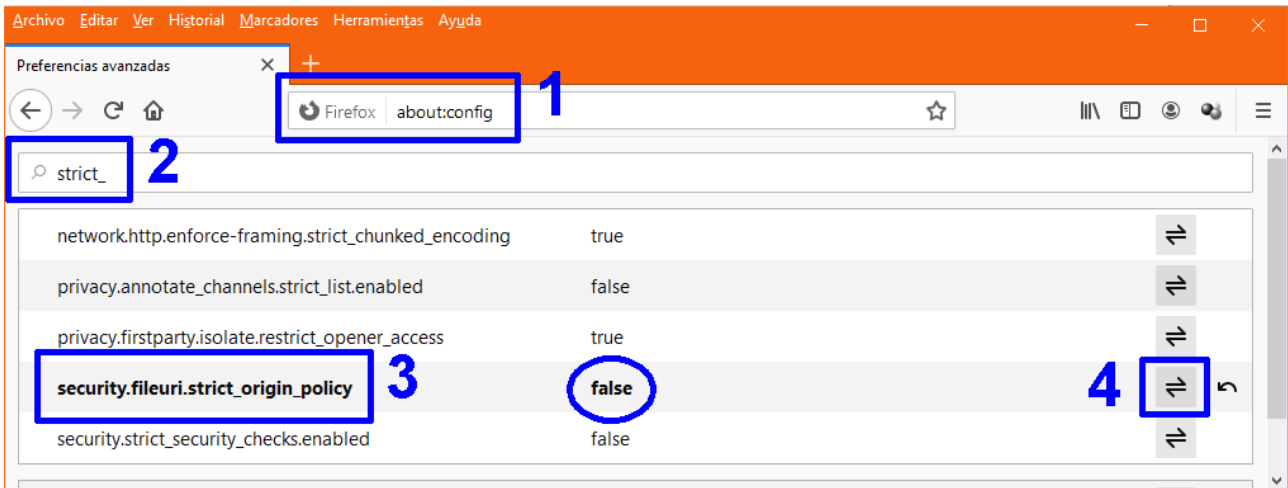 Archivo Editar Ver Historial Marcadores Herramientas Ayuda
Preferencias avanzadas
1
Firefox about:config
2
strict_
network.http.enforce-framing.strict_chunked_encoding true
privacy.annotate_channels.strict_list.enabled false
privacy.firstparty.isolate.restrict_opener_access true
security.fileuri.strict_origin_policy 3 false 4
security.strict_security_checks.enabled false